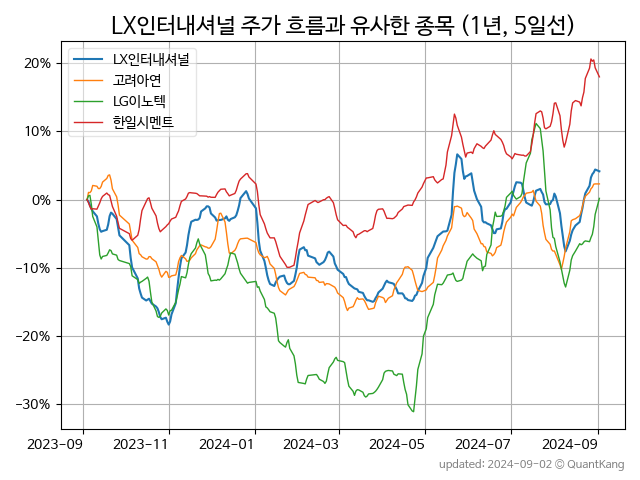 LX인터내셔널 주가 흐름과 유사한 종목 (1년, 5일선)
LX인터내셔널
고려아연
LG이노텍
한일시멘트
20%
10%
0%
−10%
−20%
−30%
2023-09
2023-11
2024-01
2024-03
2024-05
2024-07
2024-09
updated: 2024-09-02 © QuantKang